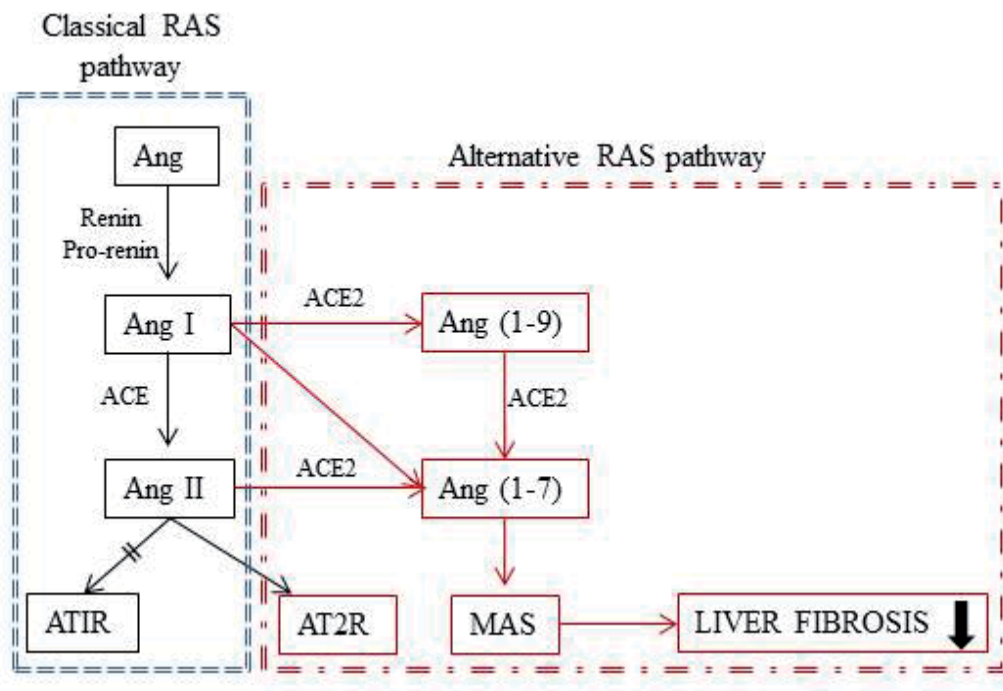 Classical RAS
pathway
Ang
Alternative RAS pathway
Renin
Pro-renin
Ang I
ACE2
Ang (1-9)
ACE
ACE2
Ang II
ACE2
Ang (1-7)
ATIR
AT2R
MAS
LIVER FIBROSIS